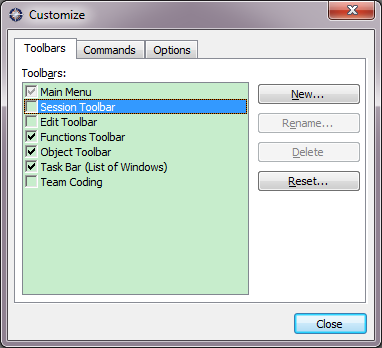 Customize
Toolbars
Commands
Options
Toolbars:
Main Menu
Session Toolbar
Edit Toolbar
Functions Toolbar
Object Toolbar
Task Bar (List of Windows)
Team Coding
New...
Rename...
Delete
Reset...
Close